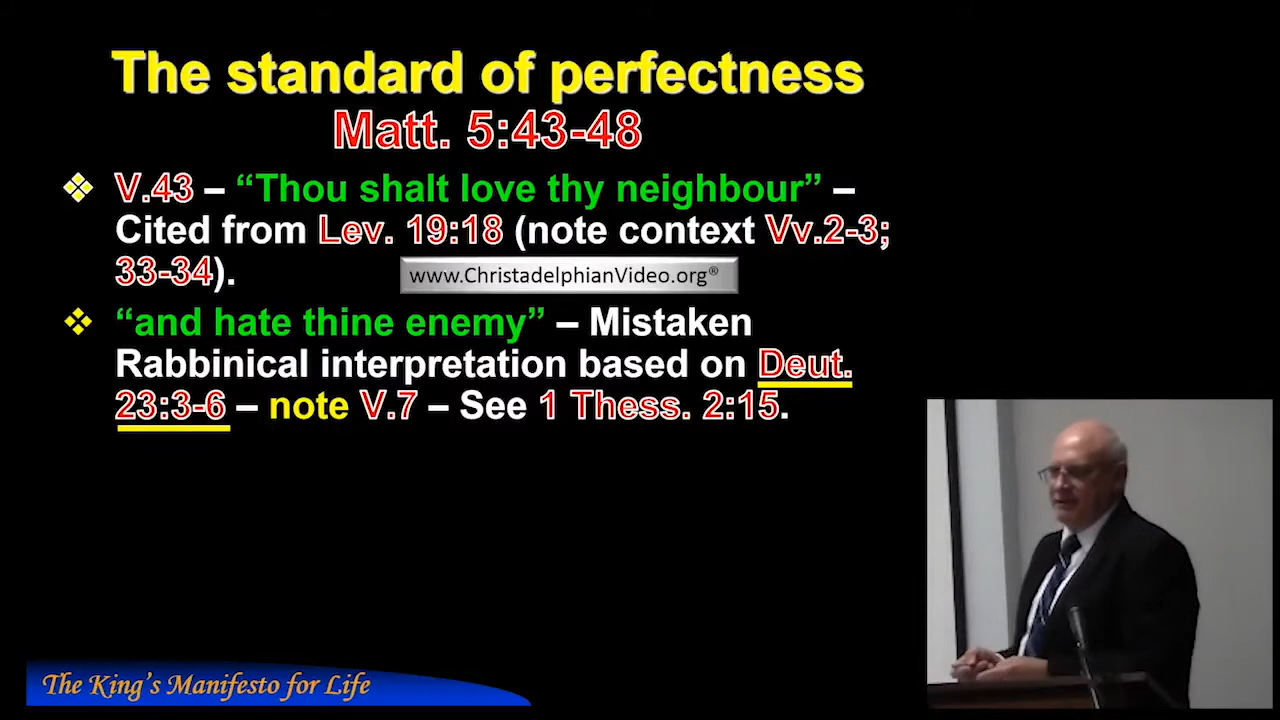 The standard of perfectness
Matt. 5:43-48
V.43 – “Thou shalt love thy neighbour” –
Cited from Lev. 19:18 (note context Vv.2-3;
33-34).
www.ChristadelphianVideo.org®
“and hate thine enemy” – Mistaken
Rabbinical interpretation based on Deut.
23:3-6 – note V.7 – See 1 Thess. 2:15.
The King’s Manifesto for Life